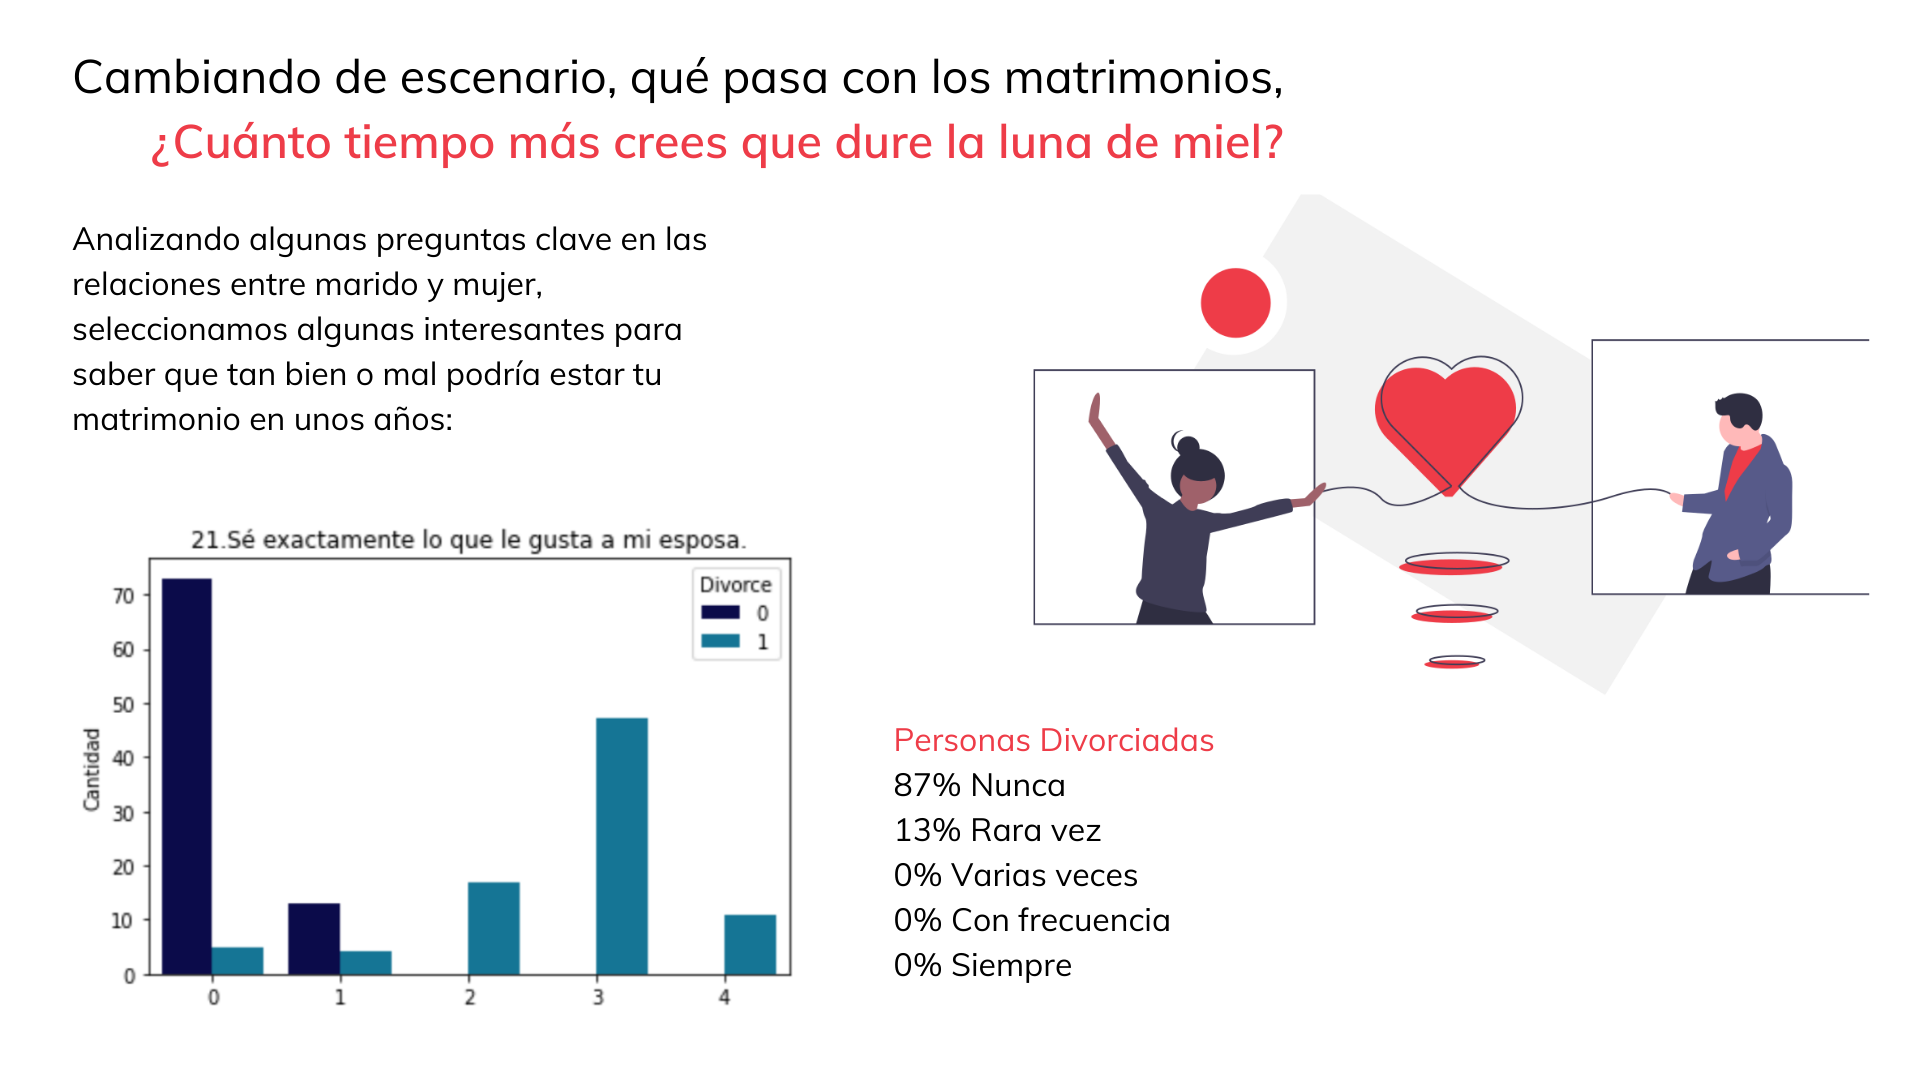 Cambiando de escenario, qué pasa con los matrimonios,
¿Cuánto tiempo más crees que dure la luna de miel?
Analizando algunas preguntas clave en las
relaciones entre marido y mujer,
seleccionamos algunas interesantes para
saber que tan bien o mal podría estar tu
matrimonio en unos años:
21.Sé exactamente lo que le gusta a mi esposa.
Divorce
0
1
Cantidad
70
60
50
40
30
20
10
0
0 1 2 3 4
Personas Divorciadas
87% Nunca
13% Rara vez
0% Varias veces
0% Con frecuencia
0% Siempre